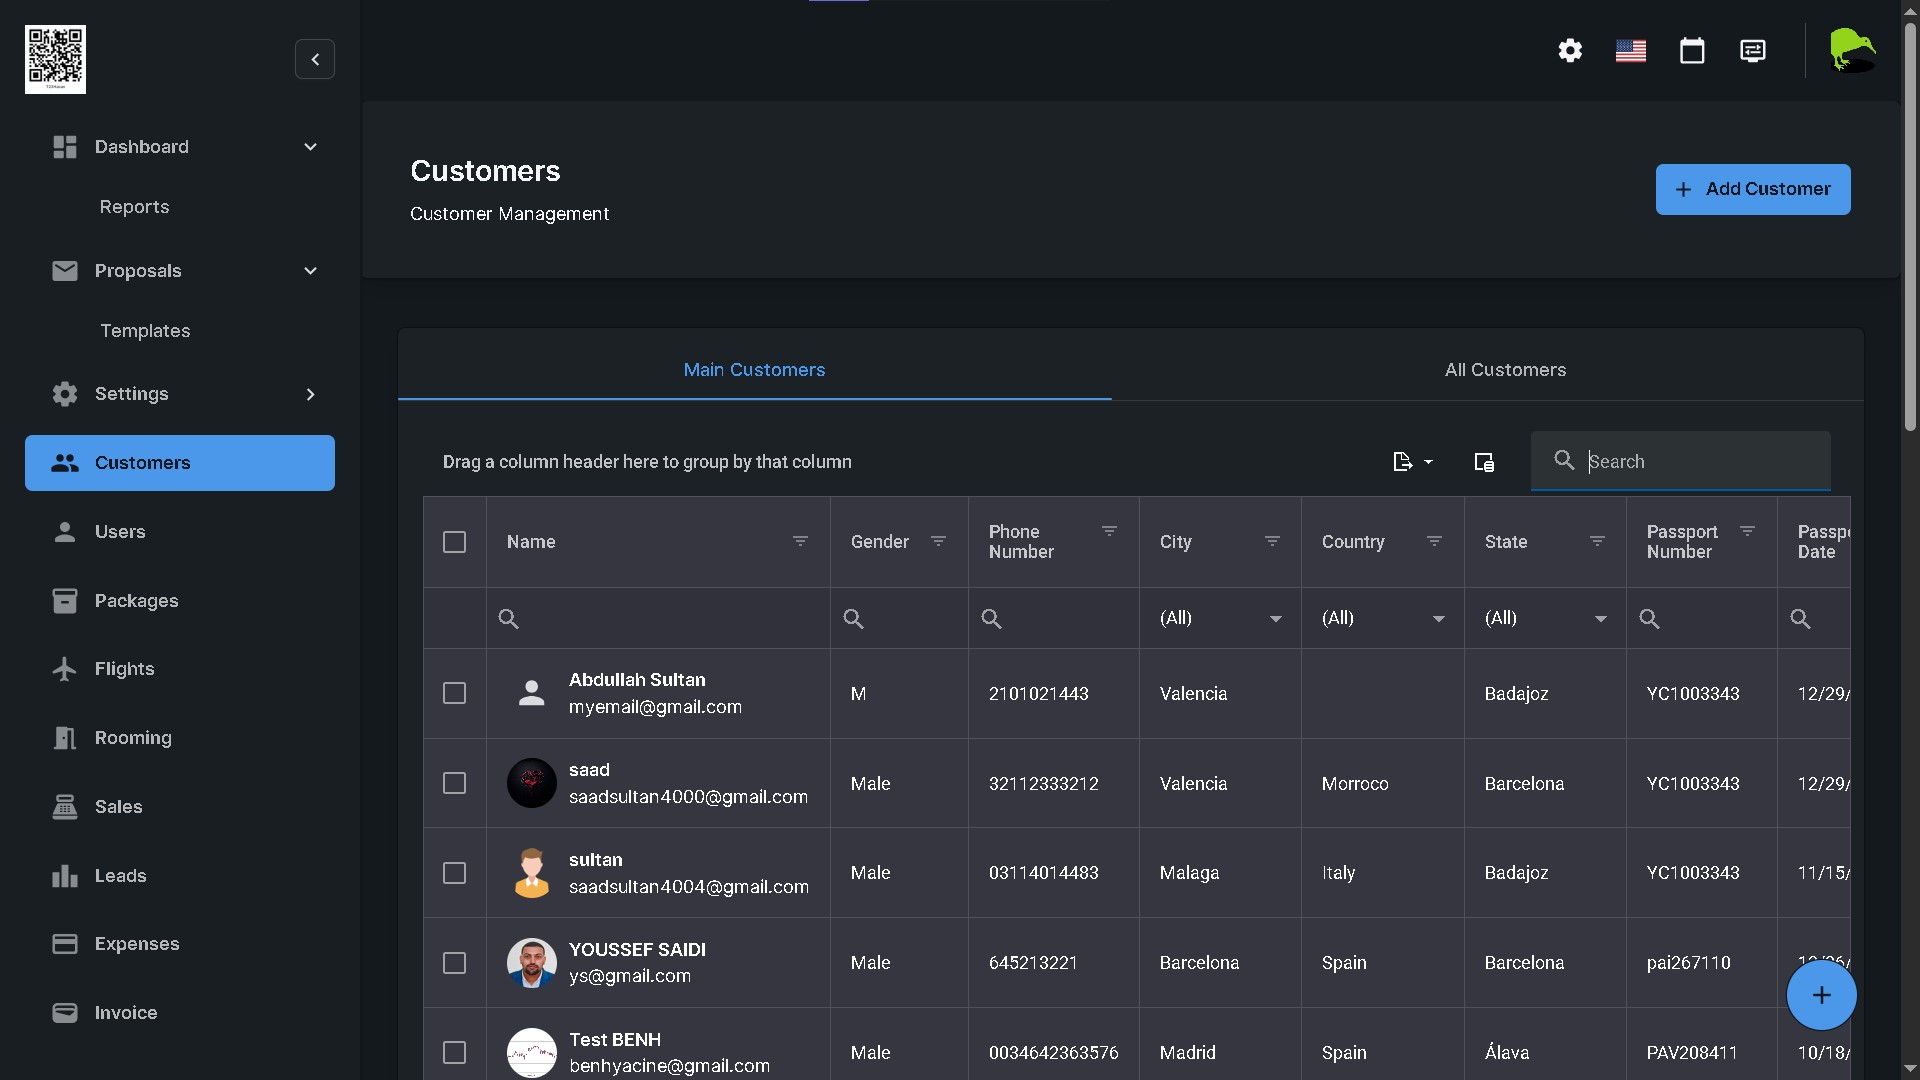 Dashboard
Reports
Proposals
Templates
Settings
Customers
Users
Packages
Flights
Rooming
Sales
Leads
Expenses
Invoice
Customers
Customer Management
Add Customer
Main Customers
All Customers
Drag a column header here to group by that column
Search
Name
Gender
Phone Number
City
Country
State
Passport Number
Date
(All)
(All)
(All)
Abdullah Sultan
myemail@gmail.com
M
2101021443
Valencia
Badajoz
YC1003343
12/29/
saad
saadsultan4000@gmail.com
Male
32112333212
Valencia
Morroco
Barcelona
YC1003343
12/29/
sultan
saadsultan4004@gmail.com
Male
03114014483
Malaga
Italy
Badajoz
YC1003343
11/15/
YOUSSEF SAIDI
ys@gmail.com
Male
645213221
Barcelona
Spain
Barcelona
pai267110
Test BENH
benhyacine@gmail.com
Male
0034642363576
Madrid
Spain
Álava
PAV208411
10/18/